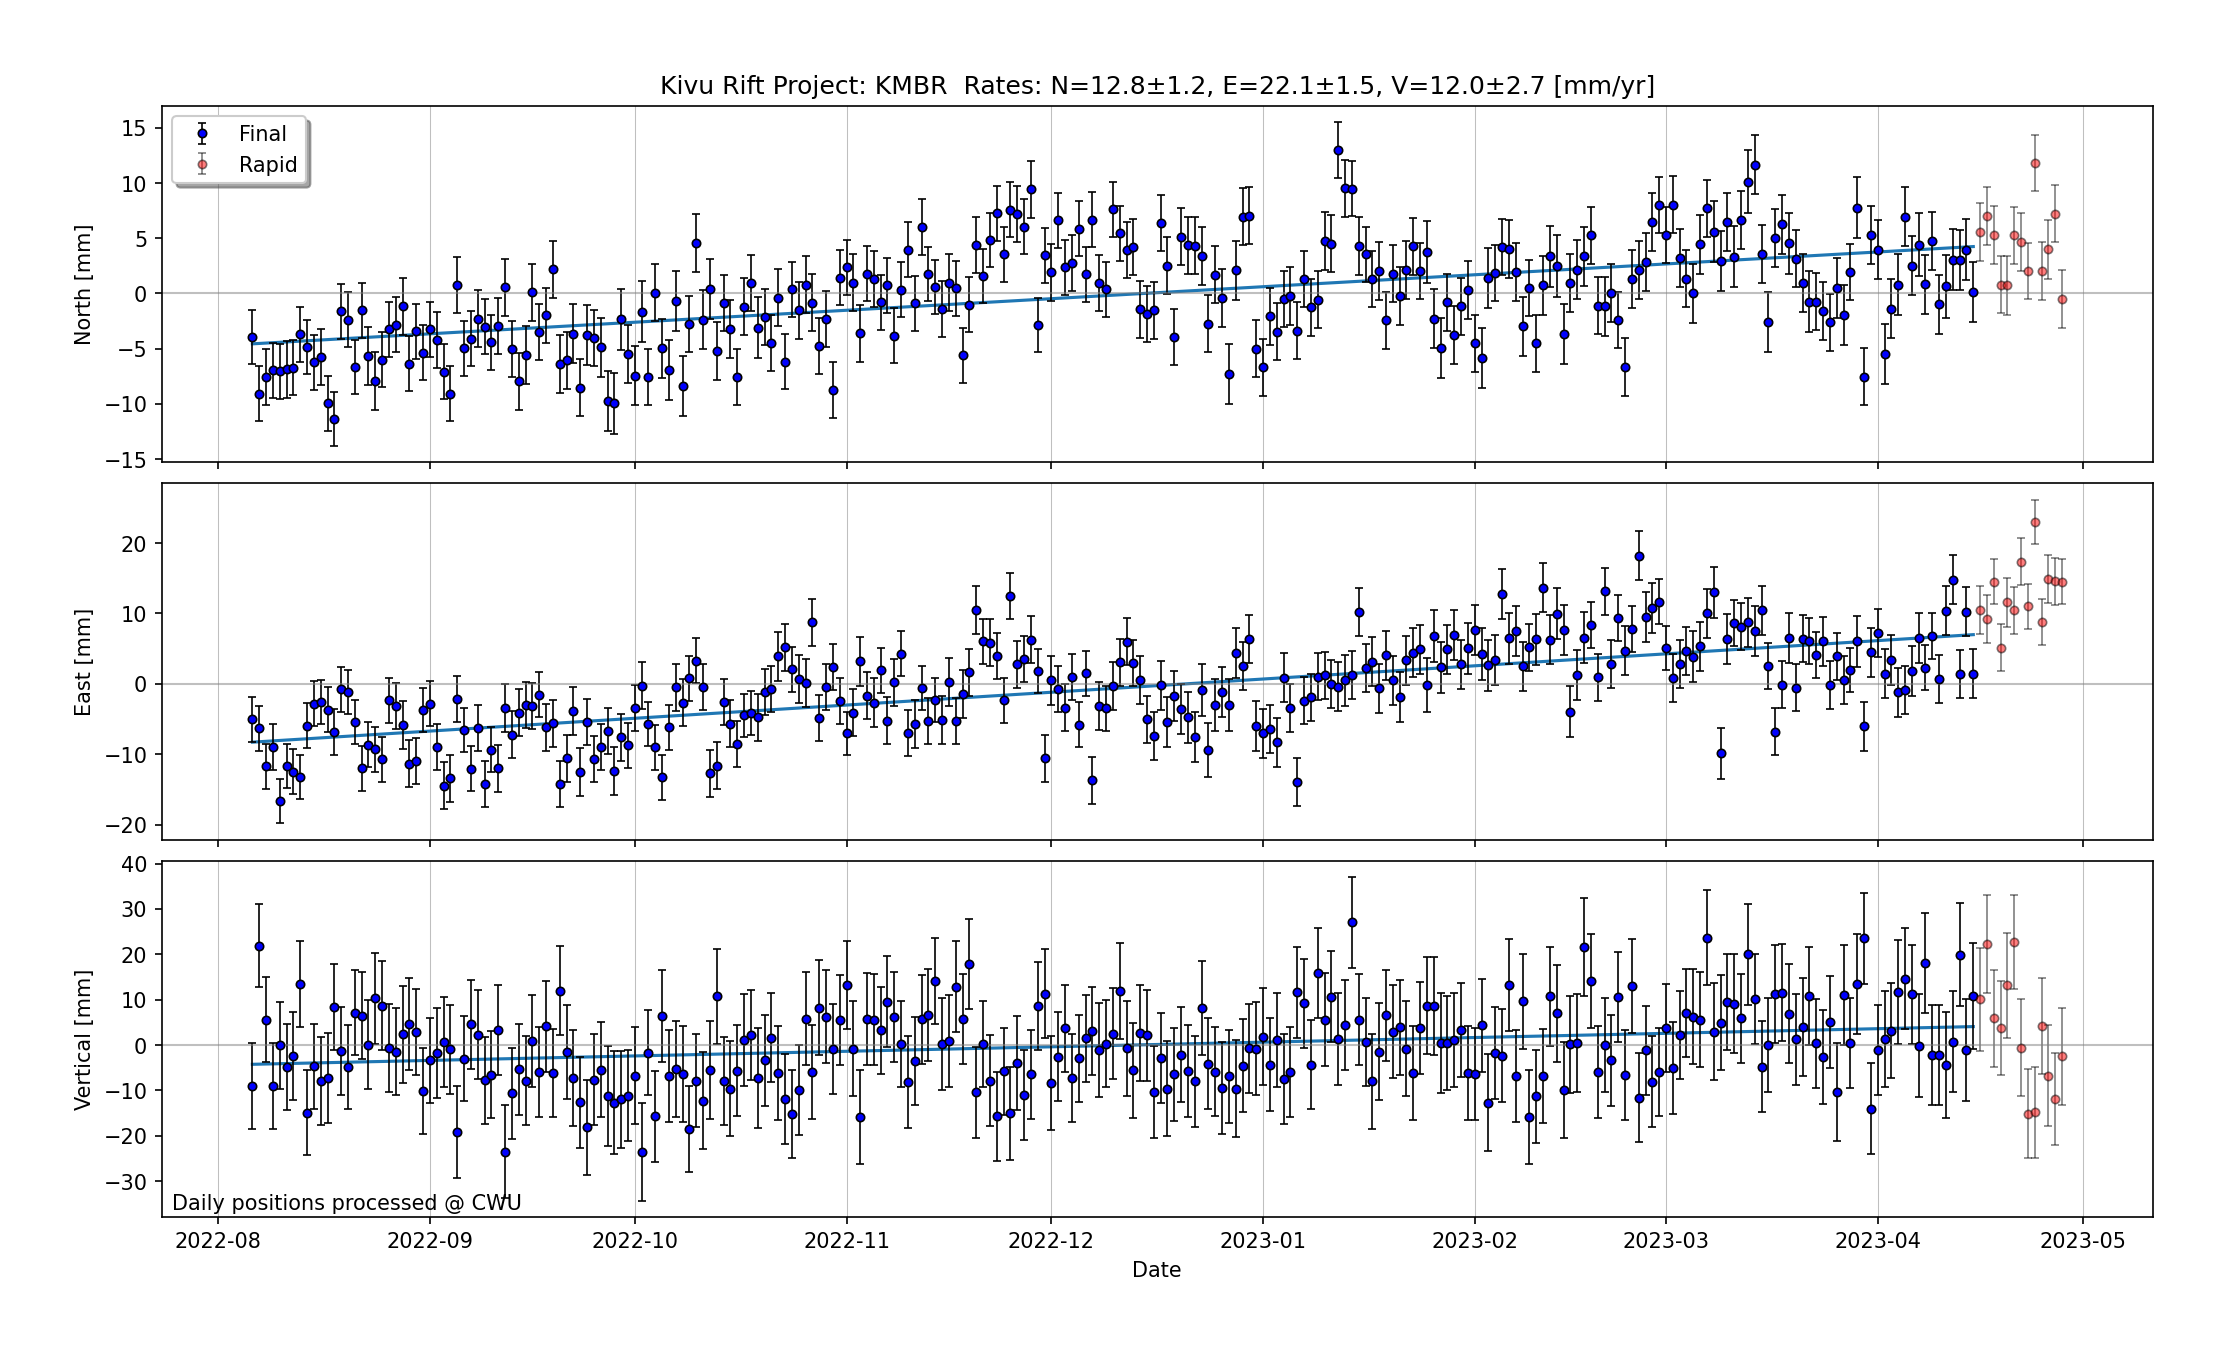 Kivu Rift Project: KMBR  Rates: N=12.8±1.2, E=22.1±1.5, V=12.0±2.7 [mm/yr]
Final
Rapid
North [mm]
15
10
5
0
−5
−10
−15
East [mm]
20
10
0
−10
−20
Vertical [mm]
40
30
20
10
0
−10
−20
−30
Daily positions processed @ CWU
2022-08 2022-09 2022-10 2022-11 2022-12 2023-01 2023-02 2023-03 2023-04 2023-05
Date